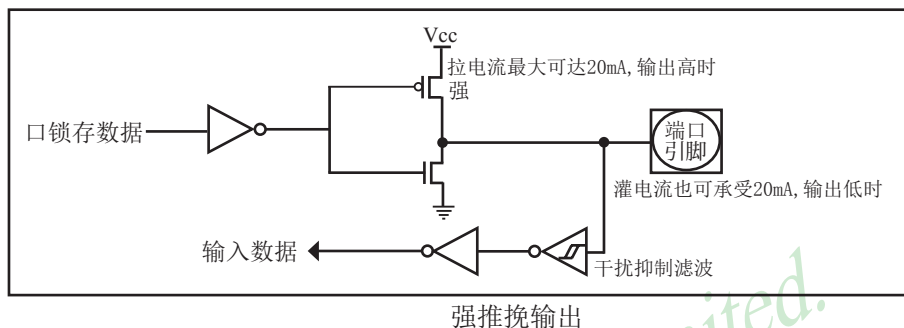 Vcc
拉电流最大可达20mA,输出高时
强
口锁存数据
端口
引脚
灌电流也可承受20mA,输出低时
输入数据
干扰抑制滤波
强推挽输出